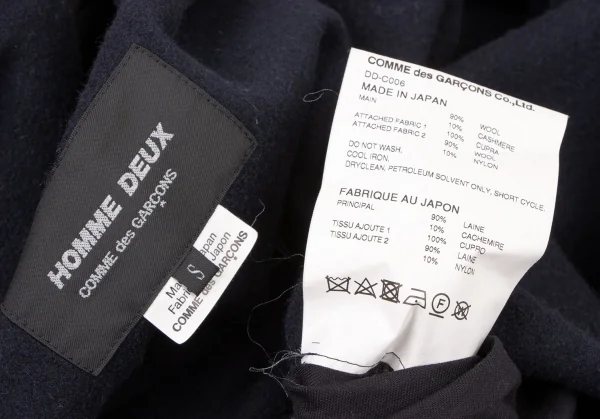 HOMME DEUX
COMME des GARÇONS
Made in Japan
S
COMME des GARÇONS
COMME des GARÇONS Co.,Ltd.
DD-C006
MADE IN JAPAN
MAIN
90% WOOL
10% CASHMERE
ATTACHED FABRIC 1 100% CUPRA
ATTACHED FABRIC 2 90% WOOL
10% NYLON
DO NOT WASH.
COOL IRON.
DRYCLEAN, PETROLEUM SOLVENT ONLY, SHORT CYCLE.
FABRIQUE AU JAPON
PRINCIPAL
90% LAINE
10% CACHEMIRE
TISSU AJOUTE 1 100% CUPRO
TISSU AJOUTE 2 90% LAINE
10% NYLON